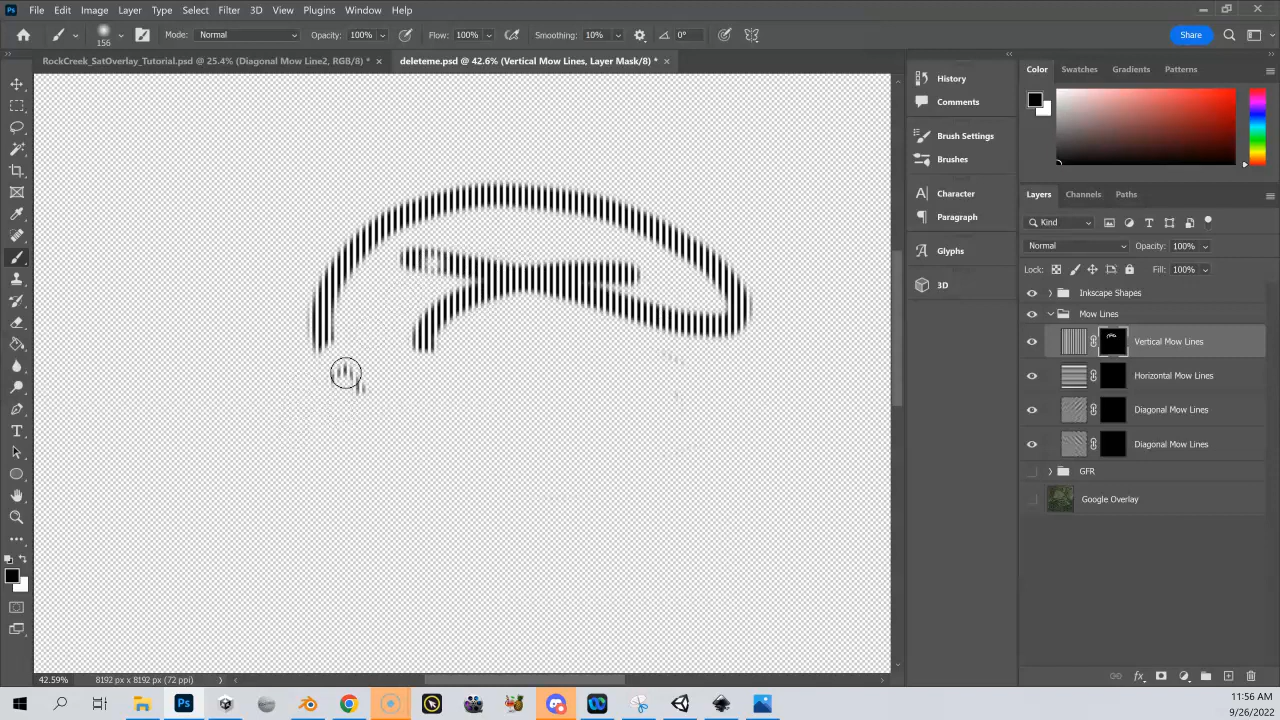 Ps File Edit Image Layer Type Select Filter 3D View Plugins Window Help
156 Mode: Normal Opacity: 100% Flow: 100% Smoothing: 10% 0° Share
RockCreek_SatOverlay_Tutorial.psd @ 25.4% (Diagonal Mow Line2, RGB/8) * × deleteme.psd @ 42.6% (Vertical Mow Lines, Layer Mask/8) * ×
History
Comments
Brush Settings
Brushes
Character
Paragraph
Glyphs
3D
Color Swatches Gradients Patterns
Layers Channels Paths
Kind
Normal Opacity: 100%
Lock: Fill: 100%
Inkscape Shapes
Mow Lines
Vertical Mow Lines
Horizontal Mow Lines
Diagonal Mow Lines
Diagonal Mow Lines
GFR
Google Overlay
42.59% 8192 px x 8192 px (72 ppi)
Ps
11:56 AM
9/26/2022